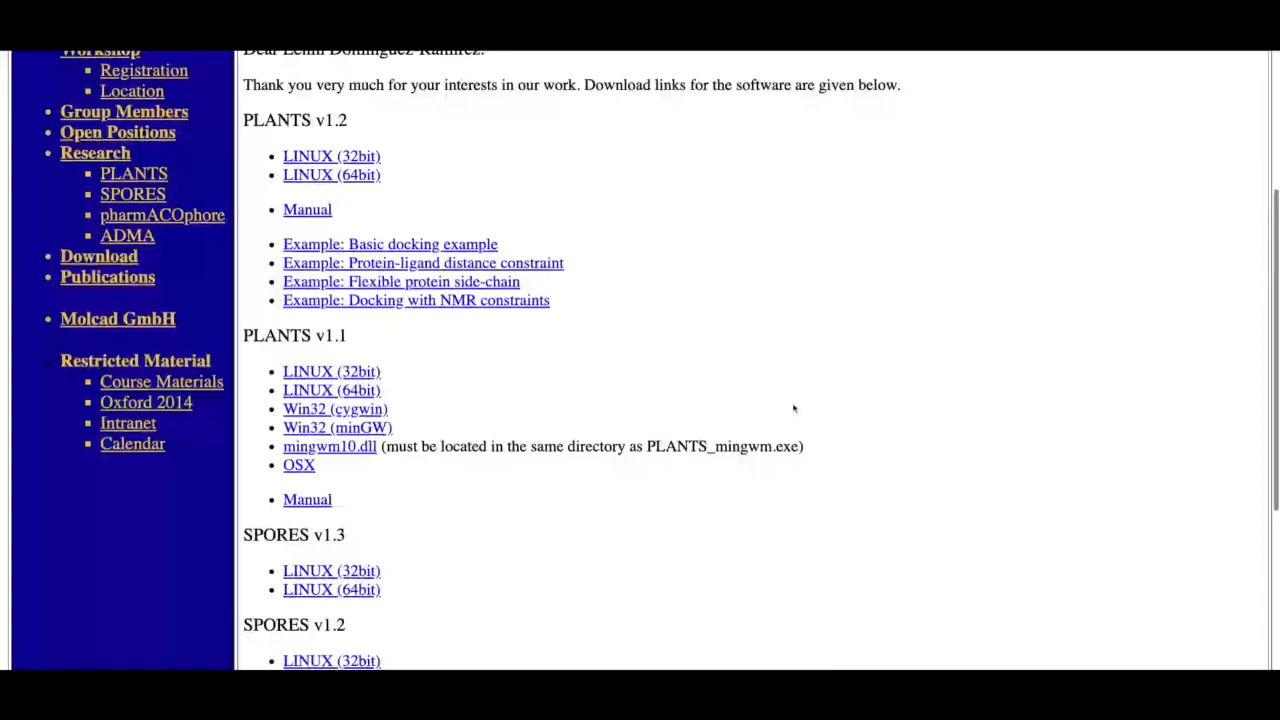 Workshop
Registration
Location
Group Members
Open Positions
Research
PLANTS
SPORES
pharmACOphore
ADMA
Download
Publications
Molcad GmbH
Restricted Material
Course Materials
Oxford 2014
Intranet
Calendar
Dear Lenin Dominguez-Ramirez.
Thank you very much for your interests in our work. Download links for the software are given below.
PLANTS v1.2
LINUX (32bit)
LINUX (64bit)
Manual
Example: Basic docking example
Example: Protein-ligand distance constraint
Example: Flexible protein side-chain
Example: Docking with NMR constraints
PLANTS v1.1
LINUX (32bit)
LINUX (64bit)
Win32 (cygwin)
Win32 (minGW)
mingwm10.dll (must be located in the same directory as PLANTS_mingwm.exe)
OSX
Manual
SPORES v1.3
LINUX (32bit)
LINUX (64bit)
SPORES v1.2
LINUX (32bit)